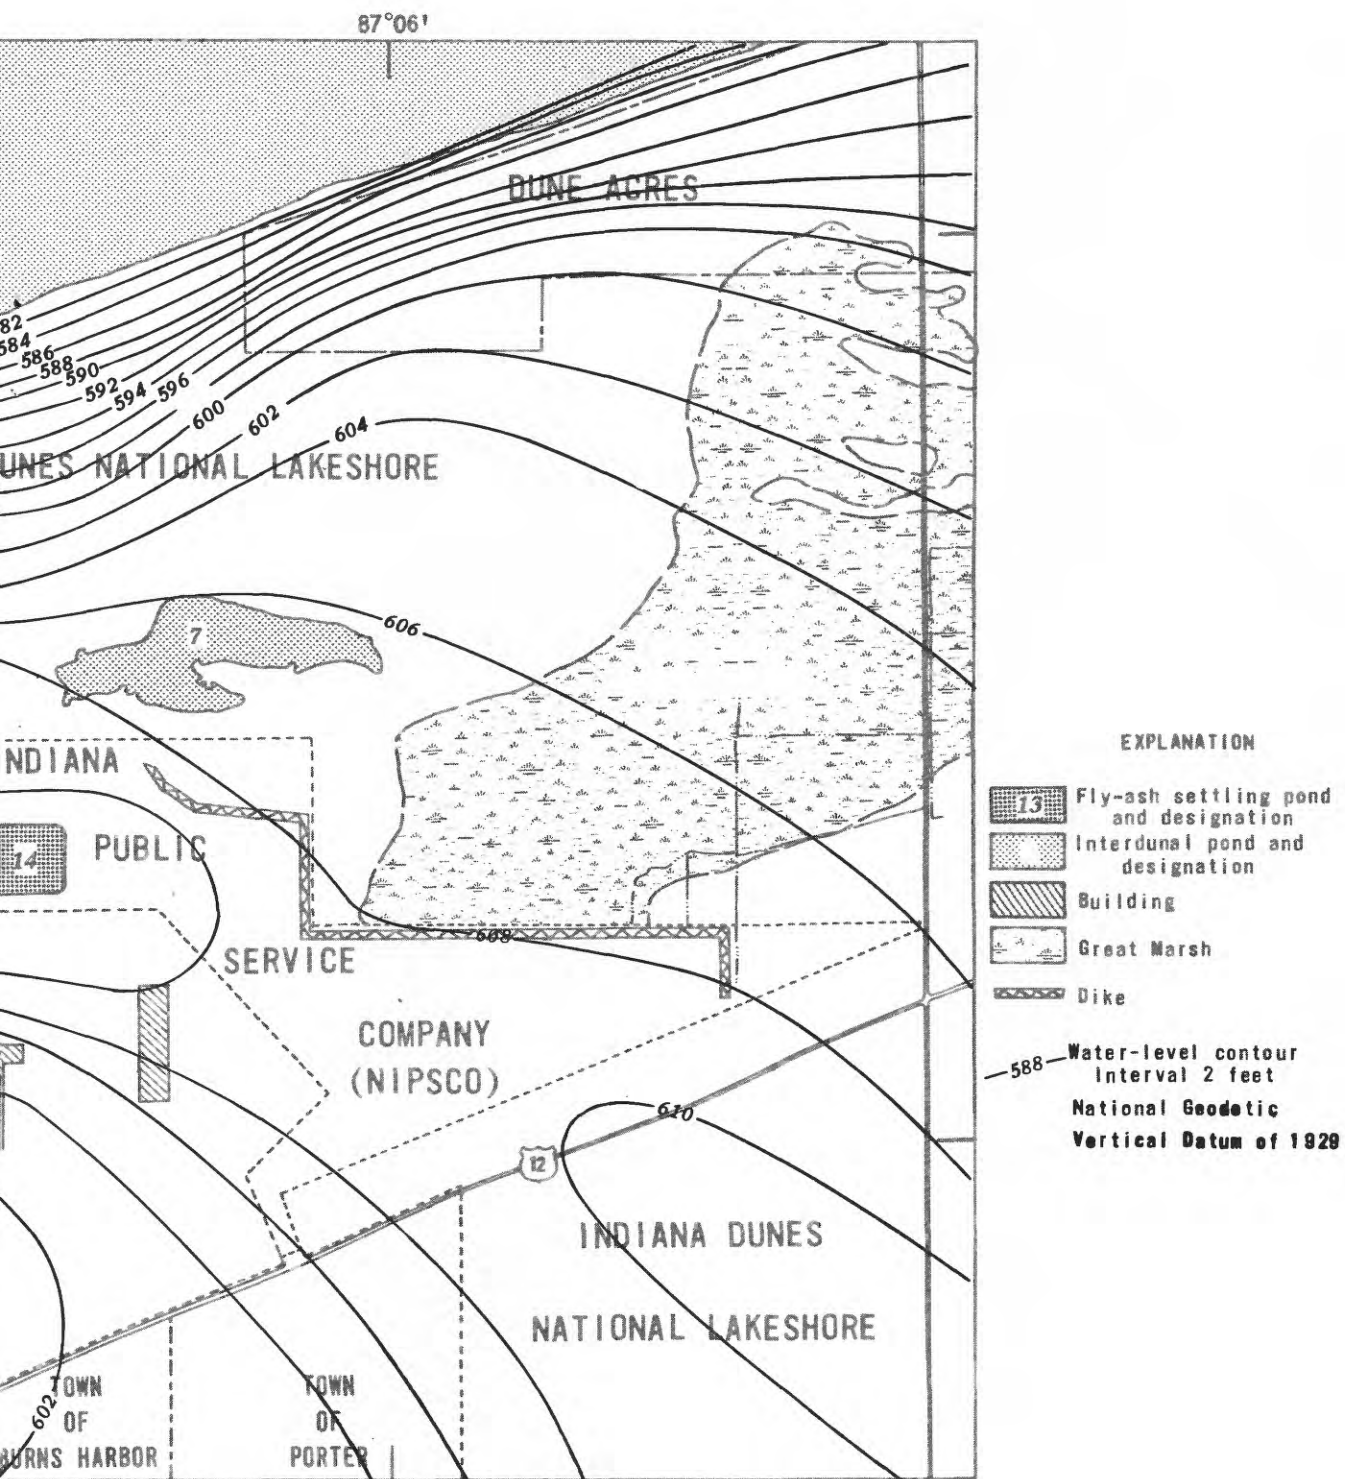 87°06'
DUNE ACRES
82
584
586
588
590
592
594
596
600
602
604
UNES NATIONAL LAKESHORE
606
7
NDIANA
PUBLIC
14
608
SERVICE
COMPANY
(NIPSCO)
610
12
INDIANA DUNES
NATIONAL LAKESHORE
602
TOWN
OF
BURNS HARBOR
TOWN
OF
PORTER
EXPLANATION
13 Fly-ash settling pond
and designation
Interdunal pond and
designation
Building
Great Marsh
Dike
588 Water-level contour
Interval 2 feet
National Geodetic
Vertical Datum of 1929